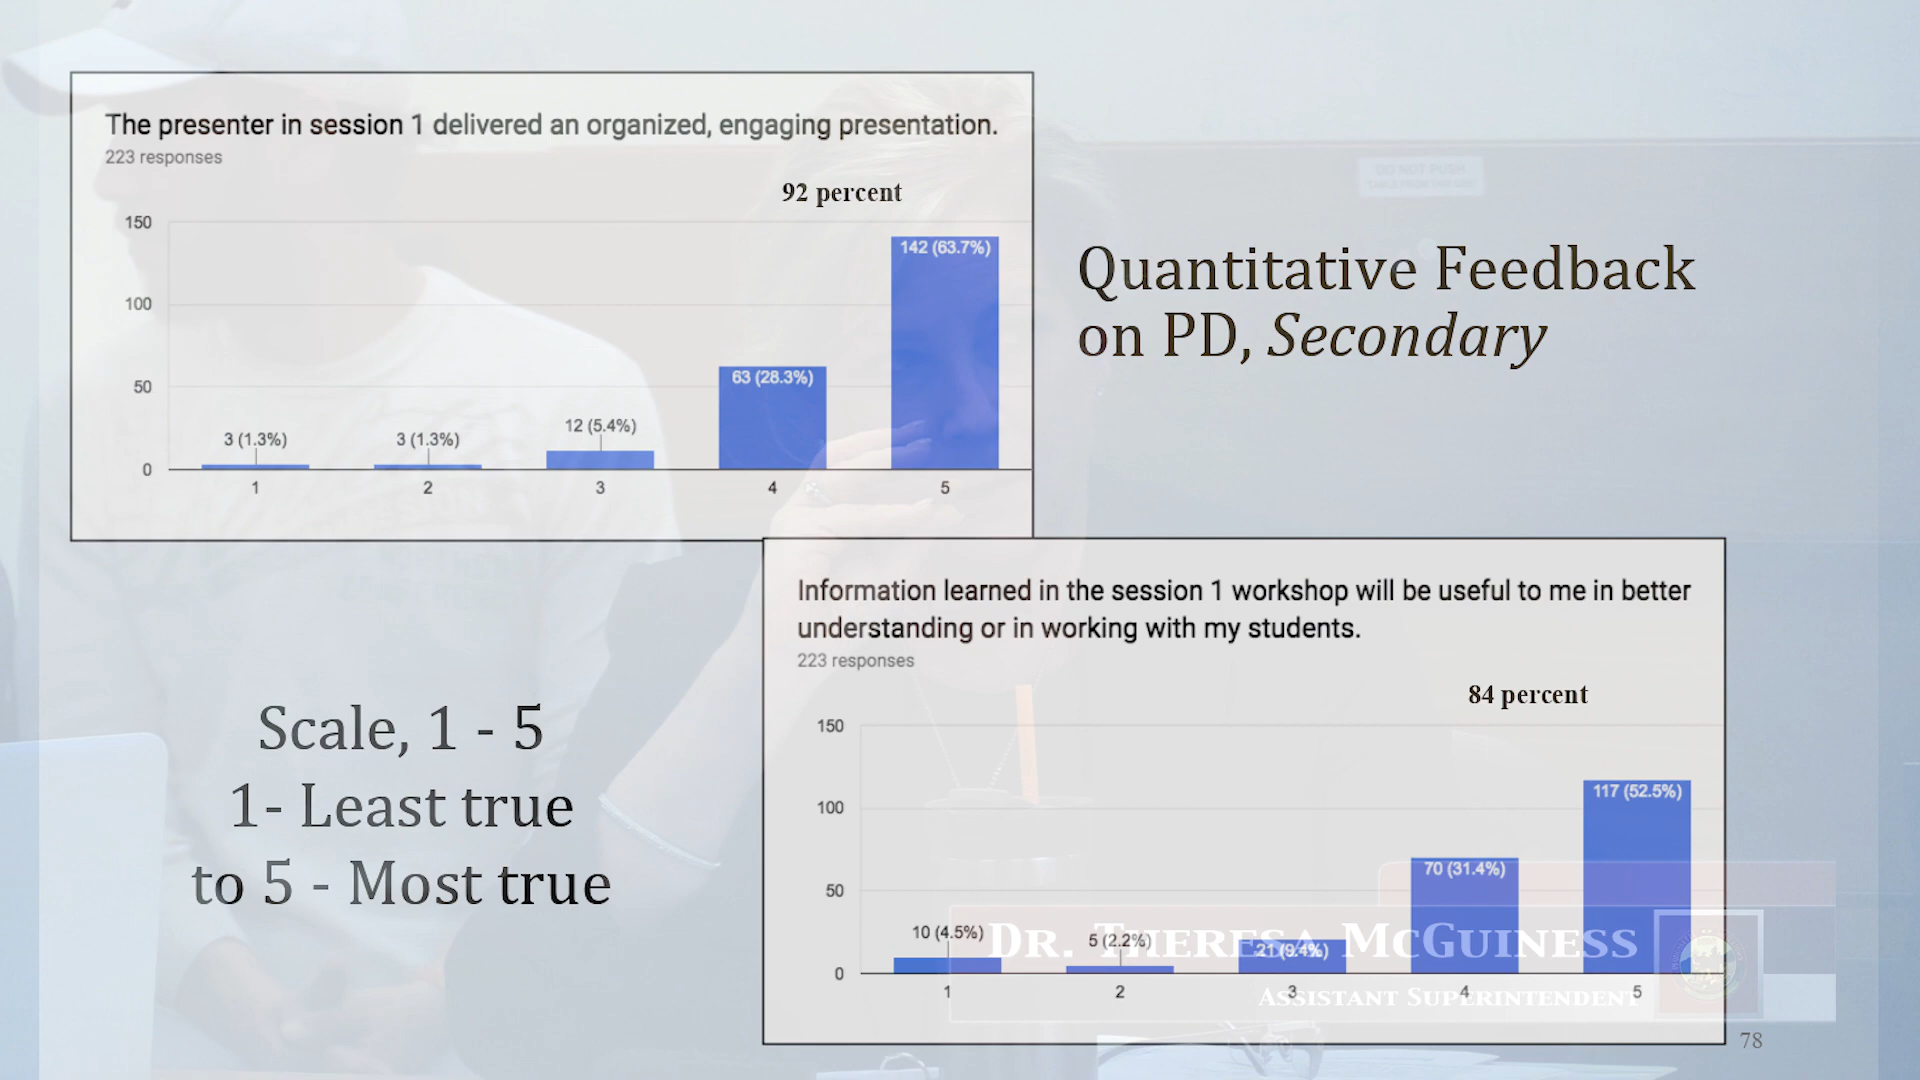 The presenter in session 1 delivered an organized, engaging presentation.
223 responses
92 percent
150
100
50
0
3 (1.3%)
3 (1.3%)
12 (5.4%)
63 (28.3%)
142 (63.7%)
1
2
3
4
5
Quantitative Feedback
on PD, Secondary
Scale, 1 - 5
1- Least true
to 5 - Most true
Information learned in the session 1 workshop will be useful to me in better
understanding or in working with my students.
223 responses
84 percent
150
100
50
0
10 (4.5%)
5 (2.2%)
21 (9.4%)
70 (31.4%)
117 (52.5%)
1
2
3
4
5
DR. THERESA MCGUINESS
ASSISTANT SUPERINTENDENT
78
DO NOT PUSH